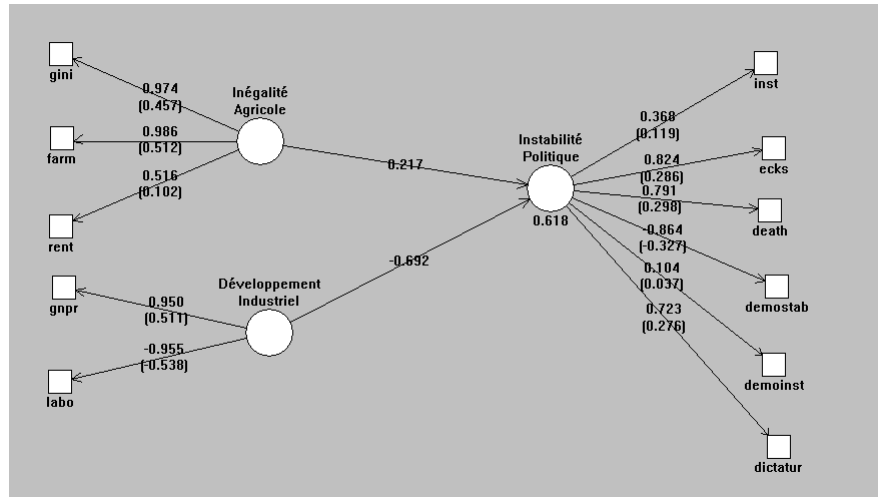 gini
0.974
(0.457)
Inégalité
Agricole
farm
0.986
(0.512)
rent
0.516
(0.102)
gnpr
0.950
(0.511)
Développement
Industriel
labo
-0.955
(-0.538)
0.217
-0.692
Instabilité
Politique
0.618
inst
0.368
(0.119)
ecks
0.824
(0.286)
death
0.791
(0.298)
demostab
-0.864
(-0.327)
demoinst
0.104
(0.037)
dictatur
0.723
(0.276)